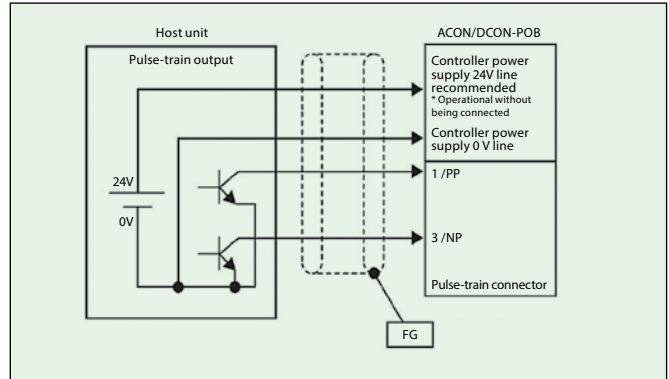 Host unit
Pulse-train output
24V
0V
ACON/DCON-POB
Controller power
supply 24V line
recommended
* Operational without
being connected
Controller power
supply 0 V line
1 /PP
3 /NP
Pulse-train connector
FG